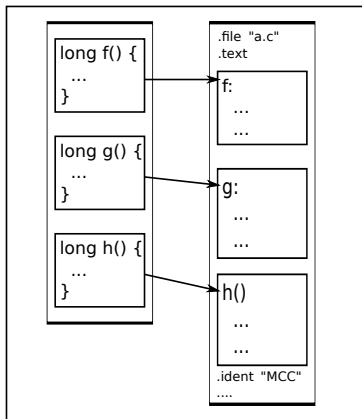 long f() {
...
}
long g() {
...
}
long h() {
...
}
.file "a.c"
.text
f:
...
...
g:
...
...
h()
...
...
.ident "MCC"
....